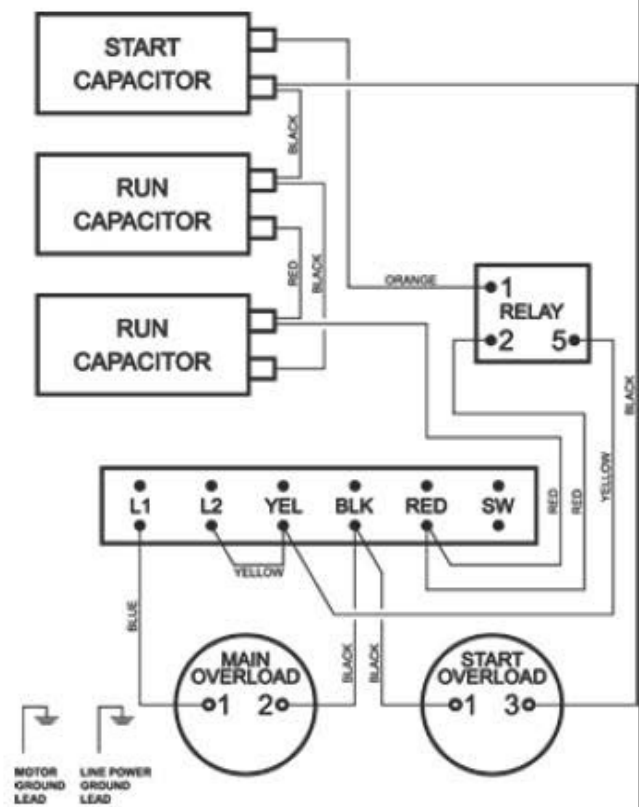 START
CAPACITOR
BLACK
RUN
CAPACITOR
RED
BLACK
ORANGE
1
RELAY
2 5
RUN
CAPACITOR
BLACK
YELLOW
RED
RED
L1 L2 YEL BLK RED SW
YELLOW
BLUE
BLACK
BLACK
MAIN
OVERLOAD
1 2
START
OVERLOAD
1 3
MOTOR
GROUND
LEAD
LINE POWER
GROUND
LEAD